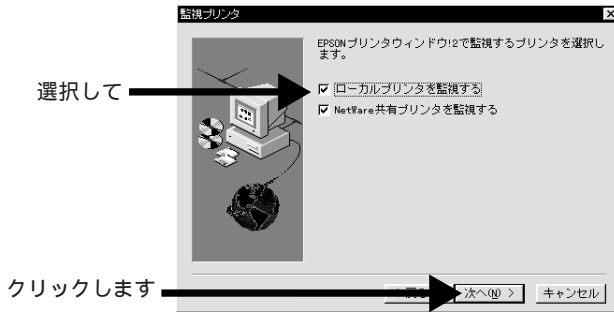 監視プリンタ
EPSONプリンタウィンドウ!2で監視するプリンタを選択し
ます。
選択して
ローカルプリンタを監視する
NetWare共有プリンタを監視する
クリックします
次へ(N) >
キャンセル